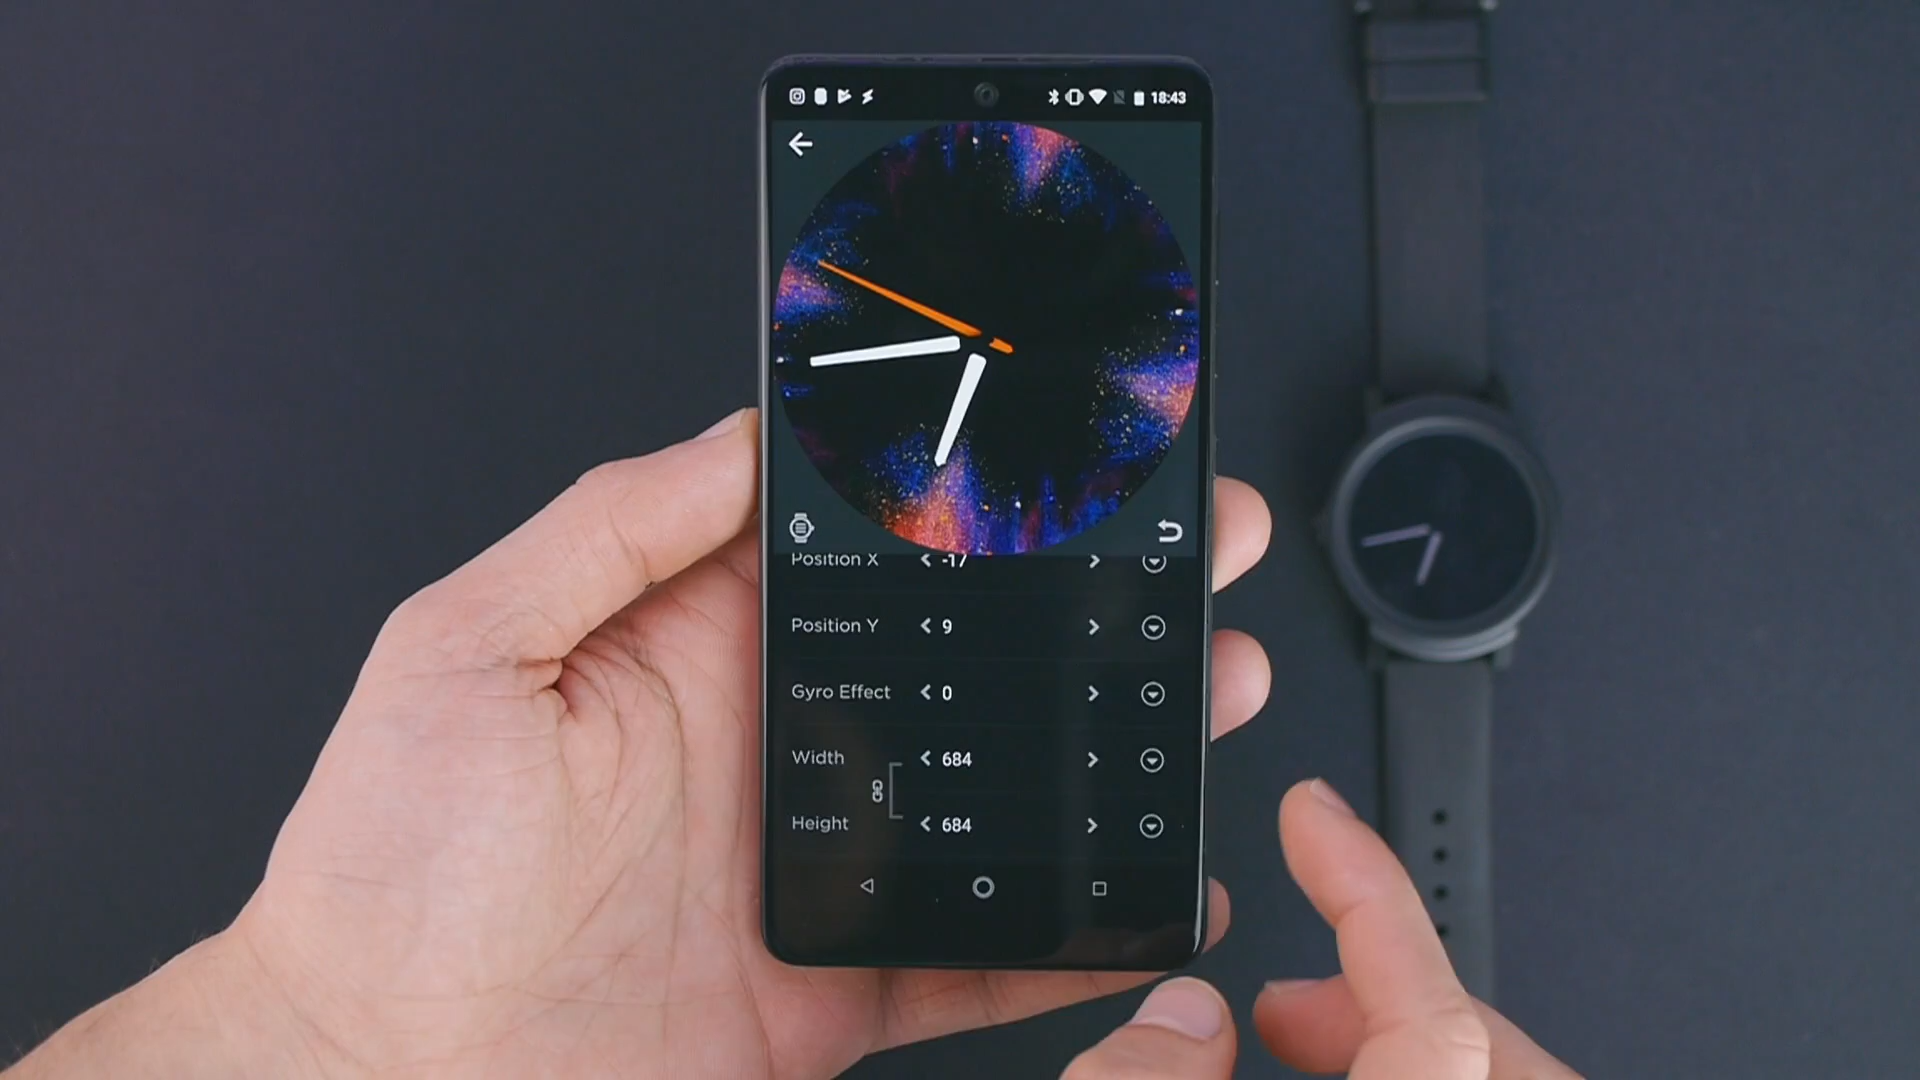 18:43
Position X -17
Position Y 9
Gyro Effect 0
Width 684
Height 684